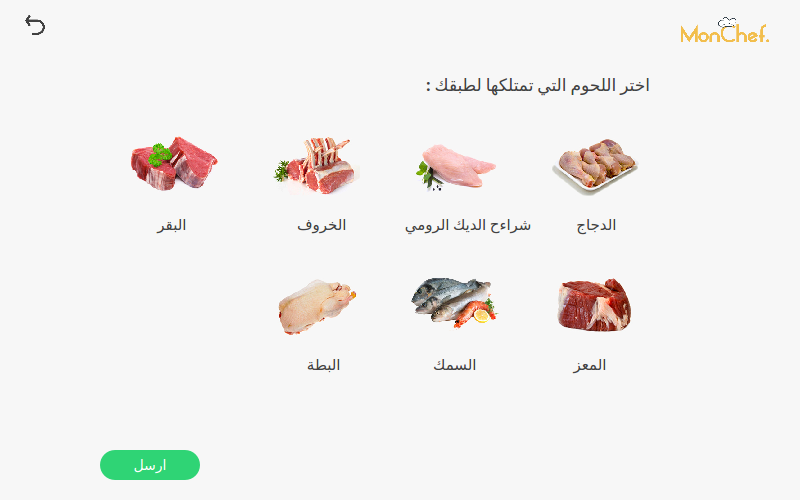 MonChef.
اختر اللحوم التي تمتلكها لطبقك :
الدجاج
شراءح الديك الرومي
الخروف
البقر
المعز
السمك
البطة
ارسل